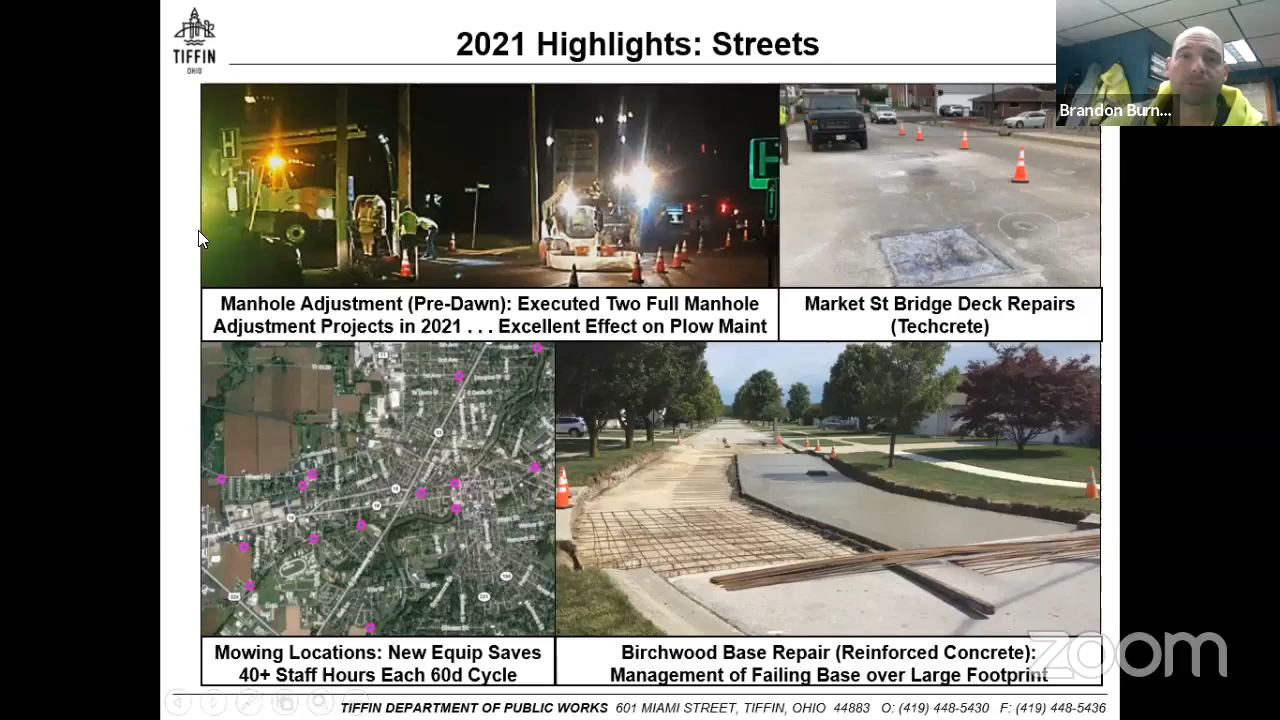 TIFFIN
OHIO
2021 Highlights: Streets
Brandon Burn...
H
H
Manhole Adjustment (Pre-Dawn): Executed Two Full Manhole
Adjustment Projects in 2021 . . . Excellent Effect on Plow Maint
Market St Bridge Deck Repairs
(Techcrete)
Mowing Locations: New Equip Saves
40+ Staff Hours Each 60d Cycle
Birchwood Base Repair (Reinforced Concrete):
Management of Failing Base over Large Footprint
zoom
TIFFIN DEPARTMENT OF PUBLIC WORKS 601 MIAMI STREET, TIFFIN, OHIO 44883 O: (419) 448-5430 F: (419) 448-5436